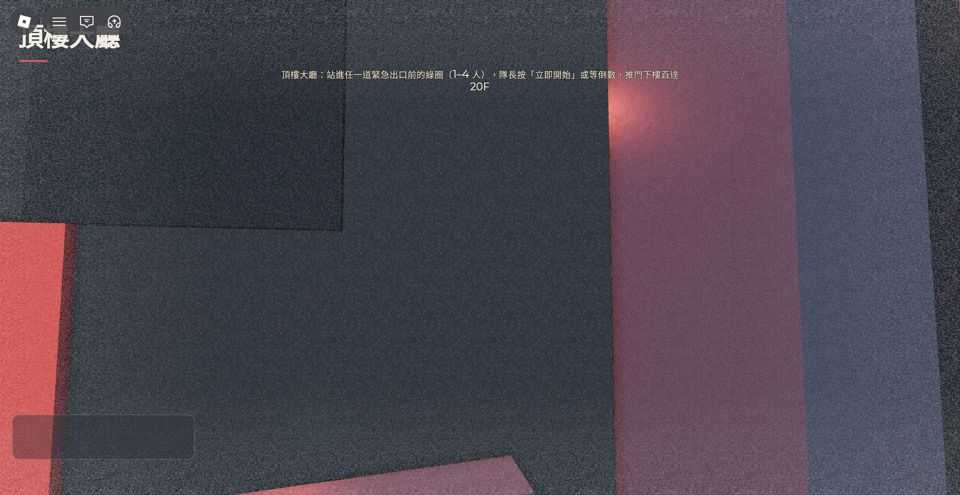 頂樓大廳
頂樓大廳：站進任一道緊急出口前的綠圈（1–4 人），隊長按「立即開始」或等倒數，推門下樓直達
20F